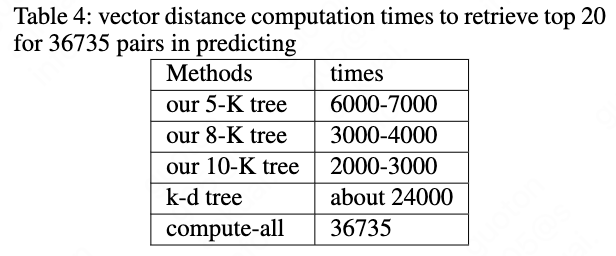 Table 4: vector distance computation times to retrieve top 20
for 36735 pairs in predicting
Methods times
our 5-K tree 6000-7000
our 8-K tree 3000-4000
our 10-K tree 2000-3000
k-d tree about 24000
compute-all 36735